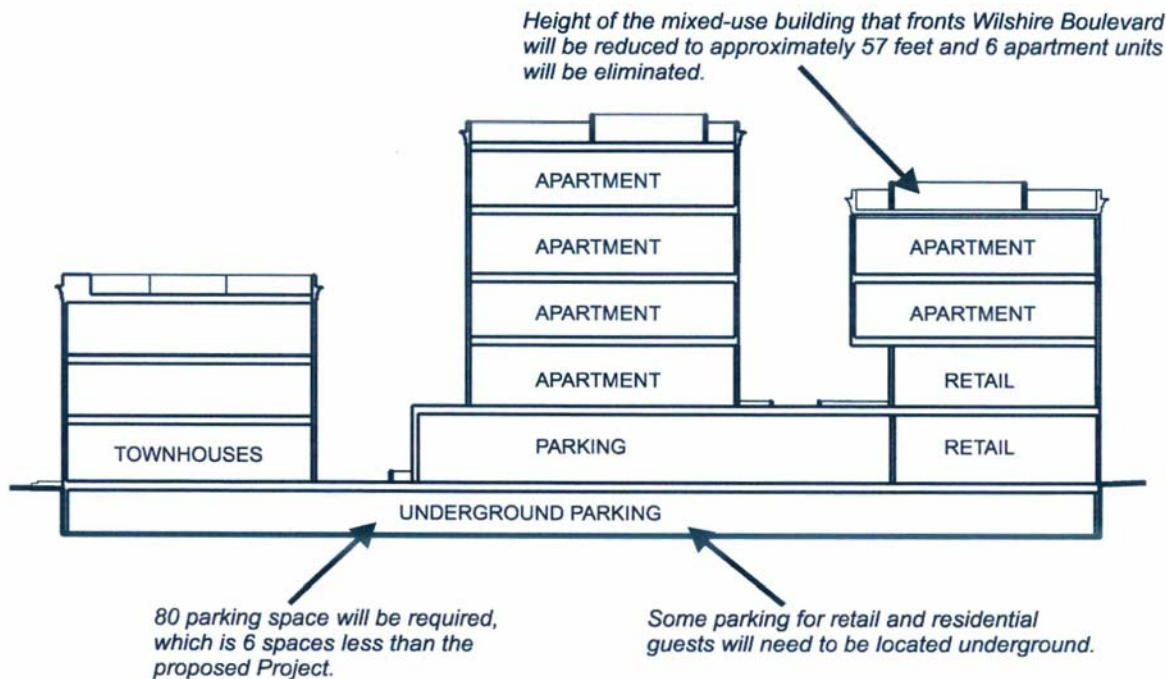 Height of the mixed-use building that fronts Wilshire Boulevard
will be reduced to approximately 57 feet and 6 apartment units
will be eliminated.
APARTMENT
APARTMENT
APARTMENT
APARTMENT
APARTMENT
APARTMENT
RETAIL
TOWNHOUSES
PARKING
RETAIL
UNDERGROUND PARKING
80 parking space will be required,
which is 6 spaces less than the
proposed Project.
Some parking for retail and residential
guests will need to be located underground.